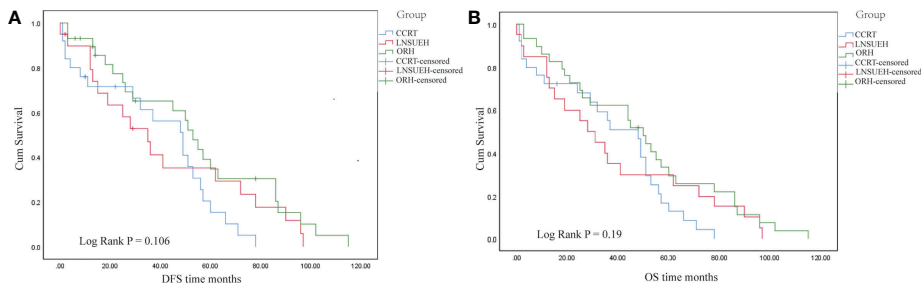 A
Group
CCRT
LNSUEH
ORH
CCRT-censored
LNSUEH-censored
ORH-censored
Cum Survival
1.0
0.8
0.6
0.4
0.2
0.0
Log Rank P = 0.106
.00 20.00 40.00 60.00 80.00 100.00 120.00
DFS time months
B
Group
CCRT
LNSUEH
ORH
CCRT-censored
LNSUEH-censored
ORH-censored
Cum Survival
1.0
0.8
0.6
0.4
0.2
0.0
Log Rank P = 0.19
.00 20.00 40.00 60.00 80.00 100.00 120.00
OS time months